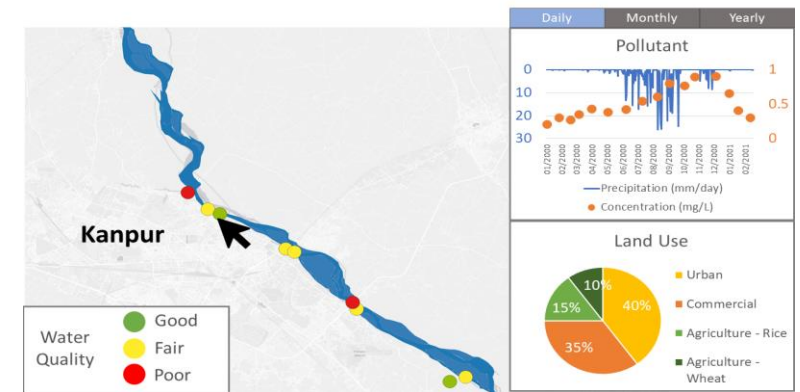 Daily Monthly Yearly
Pollutant
0 1
10
0.5
20
30 0
01/2000 02/2000 03/2000 04/2000 05/2000 06/2000 07/2000 08/2000 09/2000 10/2000 11/2000 12/2000 01/2001 02/2001
Precipitation (mm/day)
Concentration (mg/L)
Land Use
10%
40%
15%
35%
Urban
Commercial
Agriculture - Rice
Agriculture -
Wheat
Kanpur
Water
Quality
Good
Fair
Poor